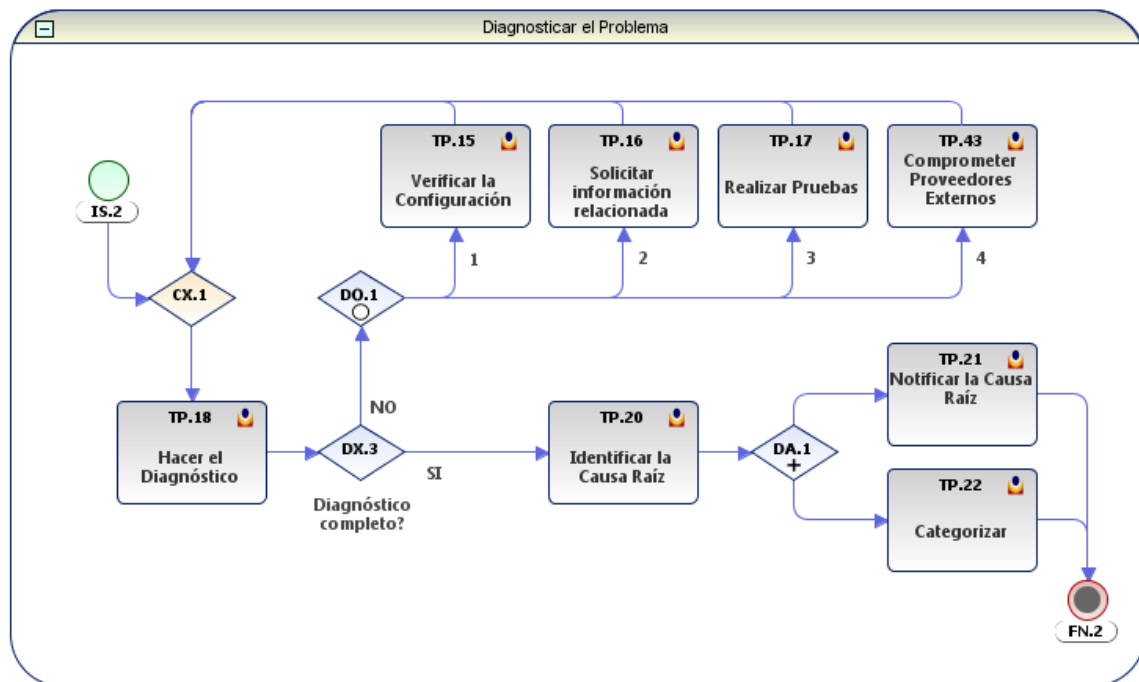 Diagnosticar el Problema
TP.15
Verificar la
Configuración
TP.16
Solicitar
información
relacionada
TP.17
Realizar Pruebas
TP.43
Comprometer
Proveedores
Externos
IS.2
1
2
3
4
CX.1
DO.1
TP.18
Hacer el
Diagnóstico
NO
DX.3
SI
Diagnóstico
completo?
TP.20
Identificar la
Causa Raíz
DA.1
TP.21
Notificar la Causa
Raíz
TP.22
Categorizar
FN.2